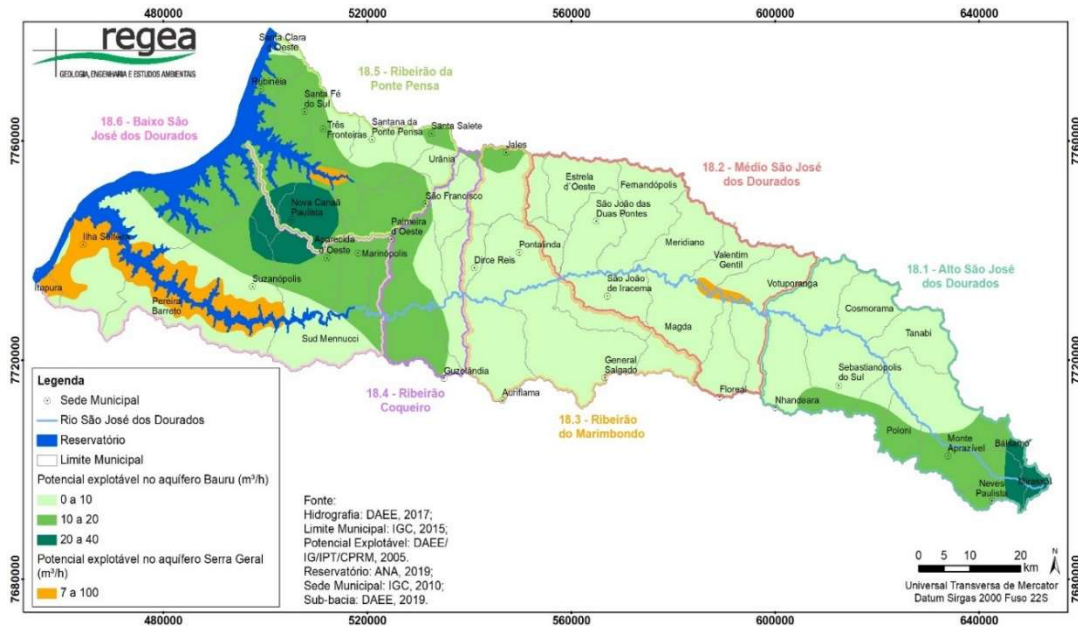 480000 520000 560000 600000 640000
regea
GEOLOGIA, ENGENHARIA E ESTUDOS AMBIENTAIS
Santa Clara
d'Oeste
18.5 - Ribeirão da
Ponte Pensa
Rubinéia
Santa Fé
do Sul
Três
Fronteiras
Santana da
Ponte Pensa
Santa Salete
18.6 - Baixo São
José dos Dourados
Urânia
Jales
7760000
7760000
18.2 - Médio São José
dos Dourados
Estrela
d'Oeste
Fernandópolis
São João das
Duas Pontes
São Francisco
Nova Canaã
Paulista
Palmeira
d'Oeste
Aparecida
d'Oeste
Marinópolis
Pontalinda
Dirce Reis
Meridiano
Valentim
Gentil
Ilha Solteira
Suzanópolis
São João
de Iracema
Votuporanga
18.1 - Alto São José
dos Dourados
Itapura
Pereira
Barreto
Cosmorama
Tanabi
Magda
Sud Mennucci
7720000
7720000
Guzolândia
General
Salgado
Sebastianópolis
do Sul
Auriflama
Floreal
Nhandeara
18.4 - Ribeirão
Coqueiro
18.3 - Ribeirão
do Marimbondo
Poloni
Monte
Aprazível
Bálsamo
Neves
Paulista
Mirassol
Legenda
Sede Municipal
Rio São José dos Dourados
Reservatório
Limite Municipal
Potencial explotável no aquífero Bauru (m³/h)
0 a 10
10 a 20
20 a 40
Potencial explotável no aquífero Serra Geral
(m³/h)
7 a 100
Fonte:
Hidrografia: DAEE, 2017;
Limite Municipal: IGC, 2015;
Potencial Explotável: DAEE/
IG/IPT/CPRM, 2005.
Reservatório: ANA, 2019;
Sede Municipal: IGC, 2010;
Sub-bacia: DAEE, 2019.
0 5 10 20
km
N
Universal Transversa de Mercator
Datum Sirgas 2000 Fuso 22S
7680000
7680000
480000 520000 560000 600000 640000